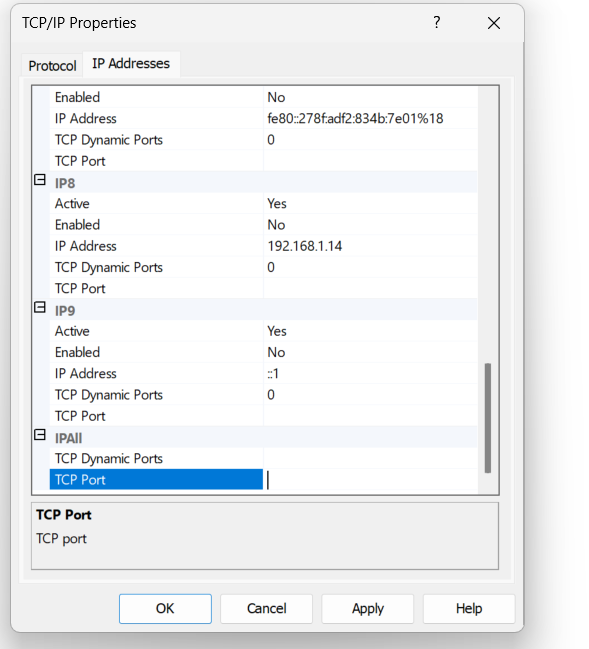 TCP/IP Properties ?
Protocol IP Addresses
Enabled No
IP Address fe80::278f:adf2:834b:7e01%18
TCP Dynamic Ports 0
TCP Port
IP8
Active Yes
Enabled No
IP Address 192.168.1.14
TCP Dynamic Ports 0
TCP Port
IP9
Active Yes
Enabled No
IP Address ::1
TCP Dynamic Ports 0
TCP Port
IPAll
TCP Dynamic Ports
TCP Port
TCP Port
TCP port
OK Cancel Apply Help